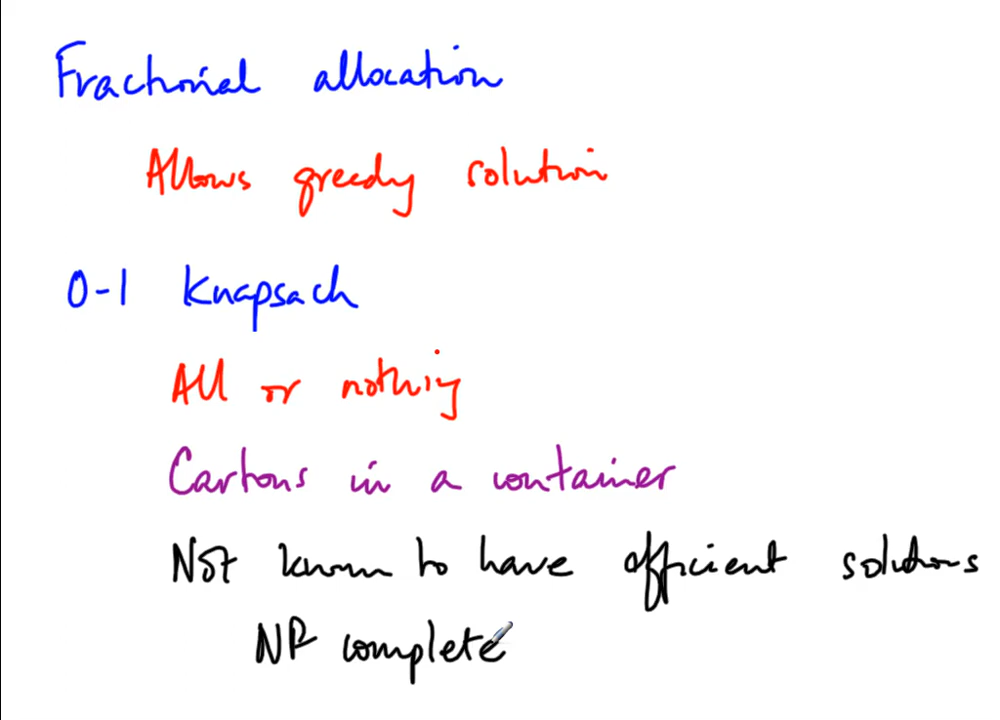 Fractional allocation
Allows greedy solution
0-1 Knapsack
All or nothing
Cartons in a container
Not known to have efficient solutions
NP complete